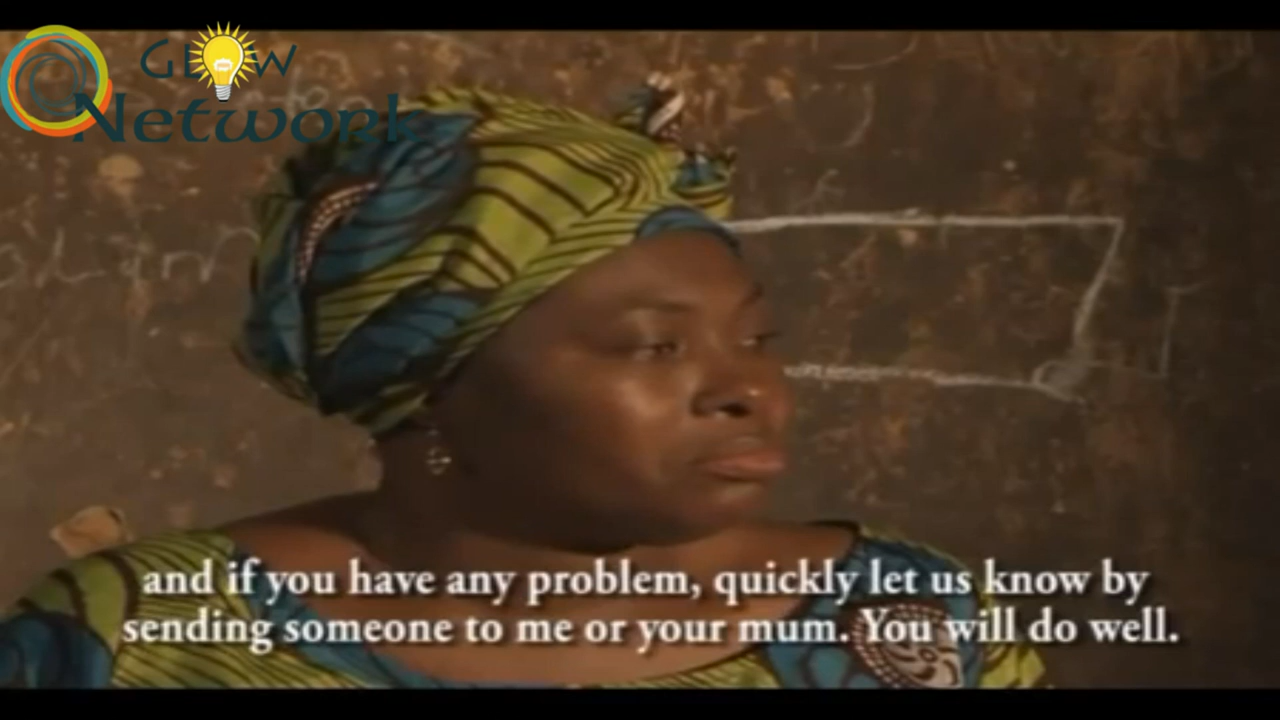 GLOW
Network
and if you have any problem, quickly let us know by
sending someone to me or your mum. You will do well.